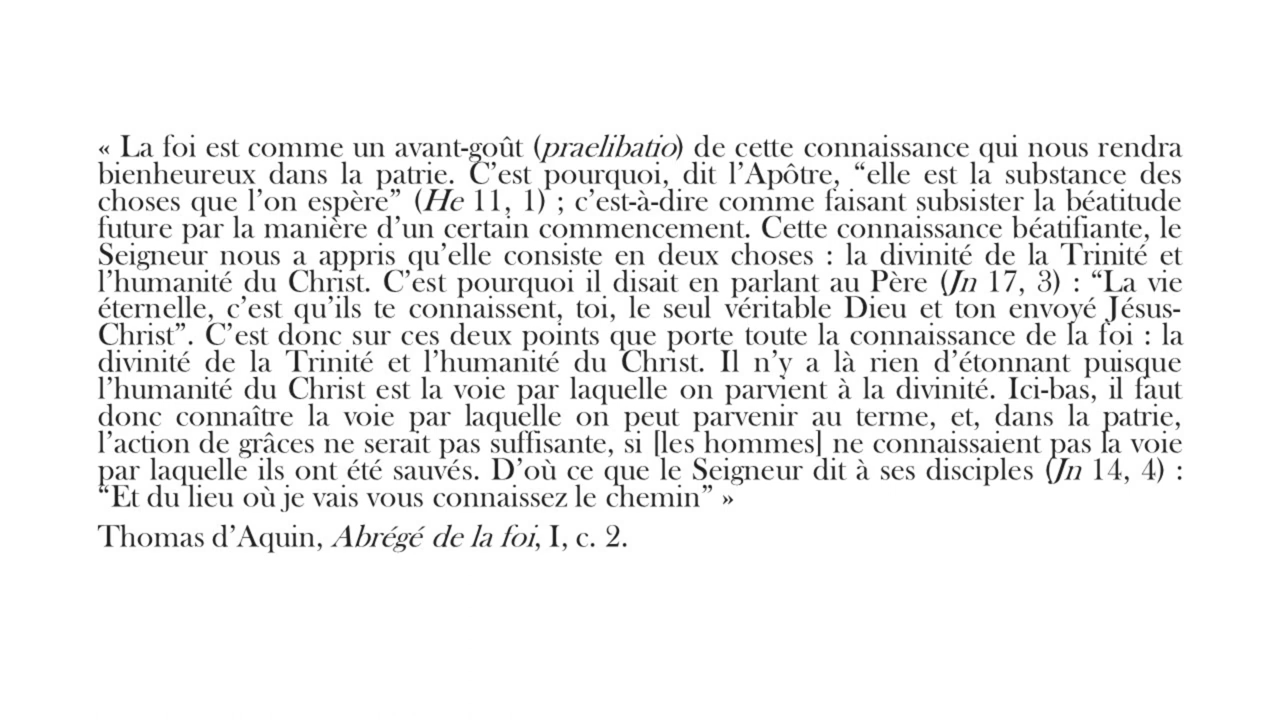 « La foi est comme un avant-goût (praelibatio) de cette connaissance qui nous rendra
bienheureux dans la patrie. C’est pourquoi, dit l’Apôtre, “elle est la substance des
choses que l’on espère” (He 11, 1) ; c’est-à-dire comme faisant subsister la béatitude
future par la manière d’un certain commencement. Cette connaissance béatifiante, le
Seigneur nous a appris qu’elle consiste en deux choses : la divinité de la Trinité et
l’humanité du Christ. C’est pourquoi il disait en parlant au Père (Jn 17, 3) : “La vie
éternelle, c’est qu’ils te connaissent, toi, le seul véritable Dieu et ton envoyé Jésus-
Christ”. C’est donc sur ces deux points que porte toute la connaissance de la foi : la
divinité de la Trinité et l’humanité du Christ. Il n’y a là rien d’étonnant puisque
l’humanité du Christ est la voie par laquelle on parvient à la divinité. Ici-bas, il faut
donc connaître la voie par laquelle on peut parvenir au terme, et, dans la patrie,
l’action de grâces ne serait pas suffisante, si [les hommes] ne connaissaient pas la voie
par laquelle ils ont été sauvés. D’où ce que le Seigneur dit à ses disciples (Jn 14, 4) :
“Et du lieu où je vais vous connaissez le chemin” »
Thomas d’Aquin, Abrégé de la foi, I, c. 2.